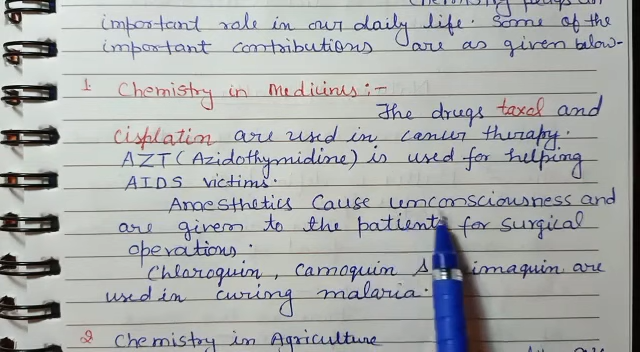 important role in our daily life. Some of the
important contributions are as given below-
1. Chemistry in Medicines:-
The drugs taxol and
cisplatin are used in cancer therapy.
AZT(Azidothymidine) is used for helping
AIDS victims.
Anaesthetics Cause unconsciousness and
are given to the patient for surgical
operations.
Chloroquin, camoquin imaquin are
used in curing malaria.
2 Chemistry in Agriculture